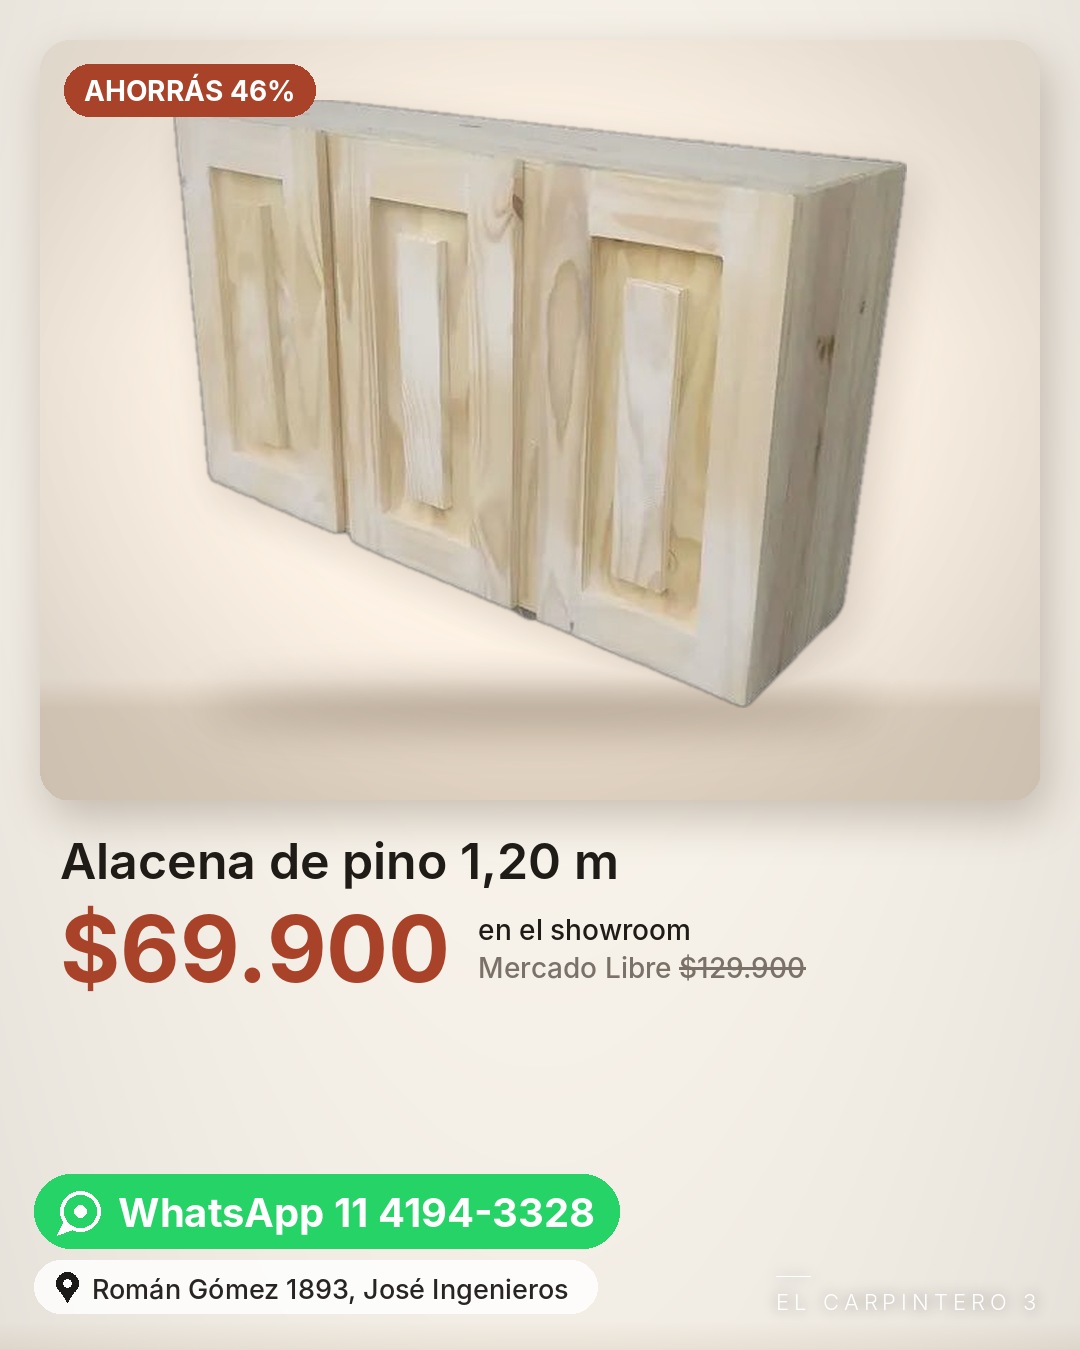 AHORRÁS 46%
Alacena de pino 1,20 m
$69.900
en el showroom
Mercado Libre $129.900
WhatsApp 11 4194-3328
Román Gómez 1893, José Ingenieros
EL CARPINTERO 3